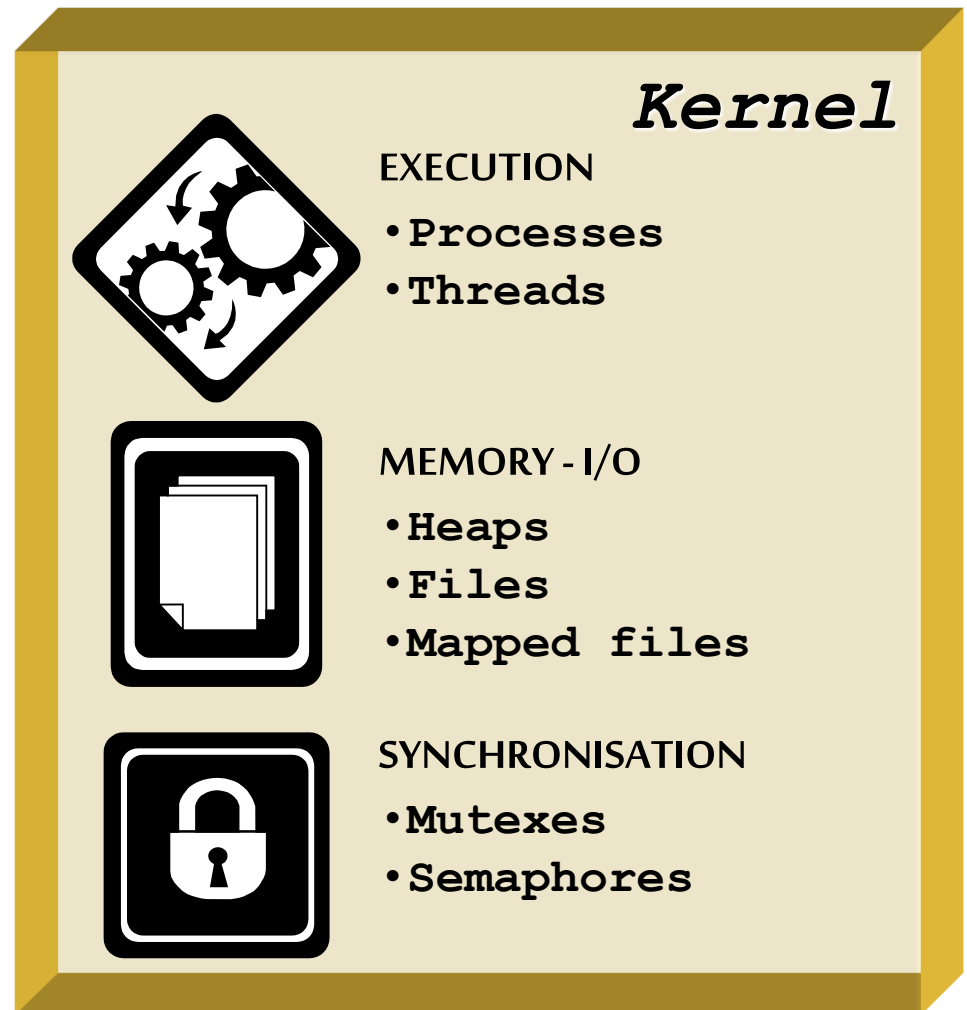 Kernel
EXECUTION
•Processes
•Threads
MEMORY - I/O
•Heaps
•Files
•Mapped files
SYNCHRONISATION
•Mutexes
•Semaphores